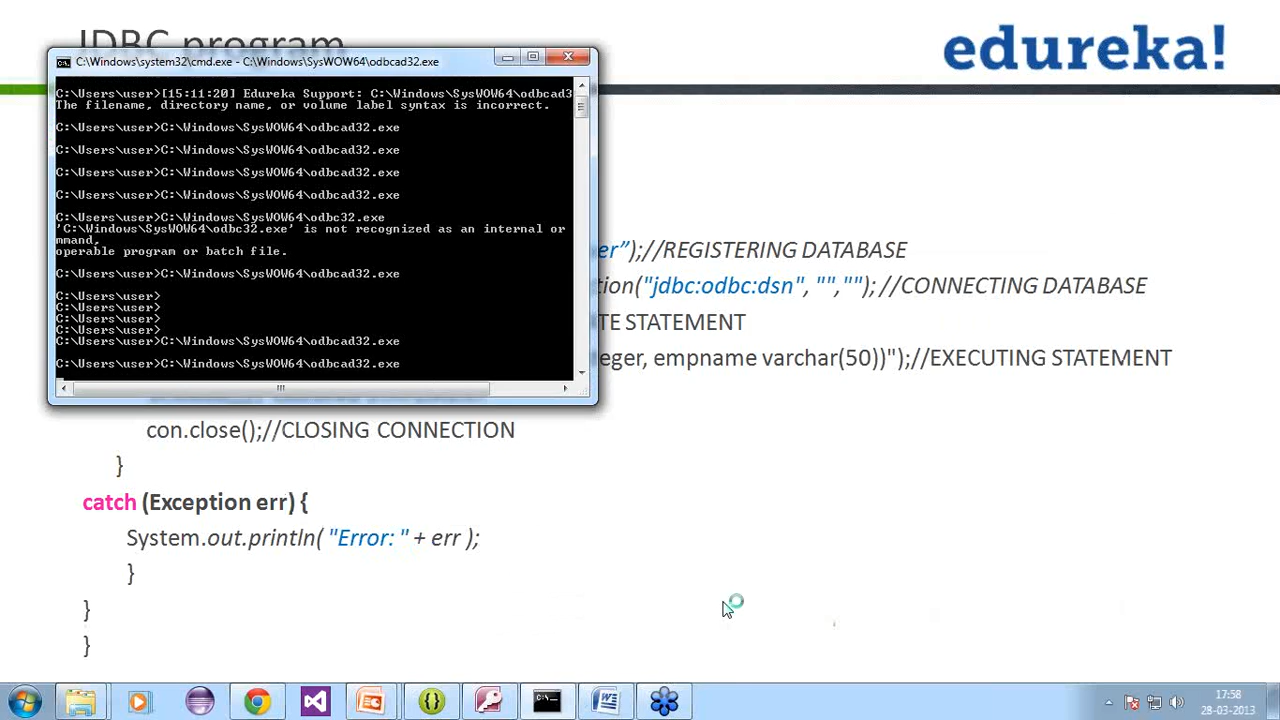 JDBC program
edureka!
C:\Windows\system32\cmd.exe - C:\Windows\SysWOW64\odbcad32.exe
C:\Users\user>[15:11:20] Edureka Support: C:\Windows\SysWOW64\odbcad3
The filename, directory name, or volume label syntax is incorrect.
C:\Users\user>C:\Windows\SysWOW64\odbcad32.exe
C:\Users\user>C:\Windows\SysWOW64\odbcad32.exe
C:\Users\user>C:\Windows\SysWOW64\odbcad32.exe
C:\Users\user>C:\Windows\SysWOW64\odbcad32.exe
C:\Users\user>C:\Windows\SysWOW64\odbc32.exe
'C:\Windows\SysWOW64\odbc32.exe' is not recognized as an internal or
mmand,
operable program or batch file.
C:\Users\user>C:\Windows\SysWOW64\odbcad32.exe
C:\Users\user>
C:\Users\user>
C:\Users\user>
C:\Users\user>
C:\Users\user>C:\Windows\SysWOW64\odbcad32.exe
C:\Users\user>C:\Windows\SysWOW64\odbcad32.exe
er”);//REGISTERING DATABASE
tion("jdbc:odbc:dsn", "",""); //CONNECTING DATABASE
TE STATEMENT
eger, empname varchar(50))");//EXECUTING STATEMENT
con.close();//CLOSING CONNECTION
}
catch (Exception err) {
System.out.println( "Error: " + err );
}
}
}
17:58
28-03-2013